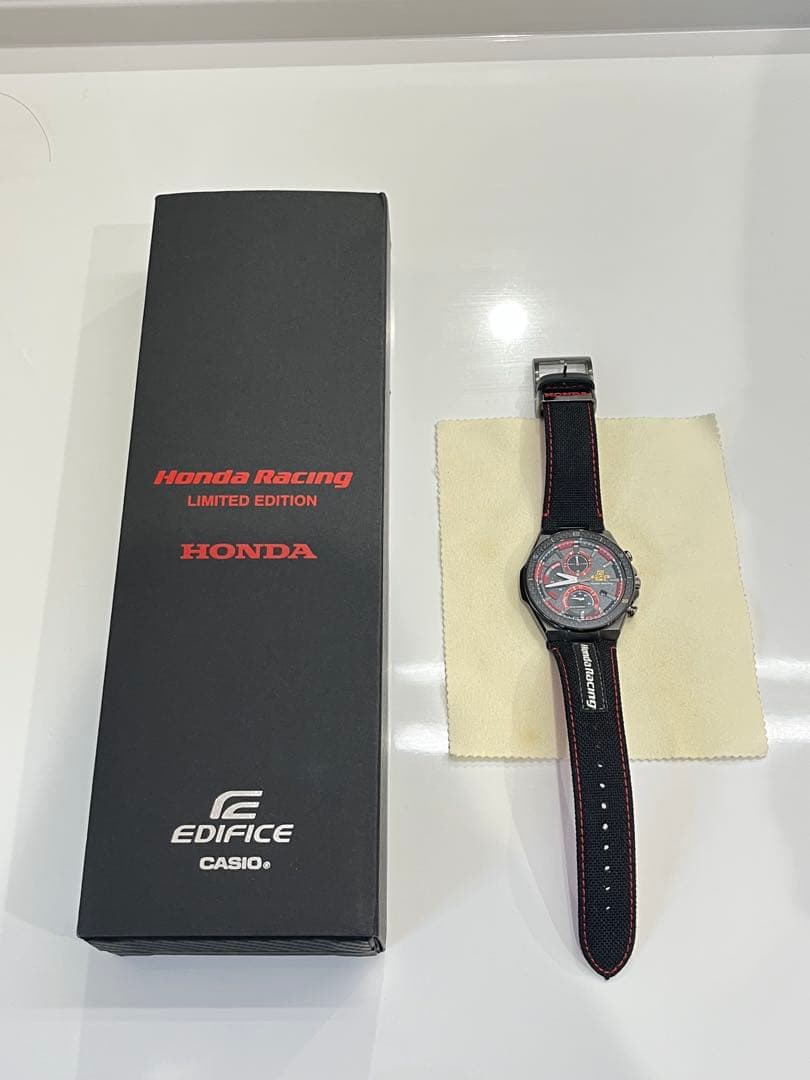 Honda Racing
LIMITED EDITION
HONDA
EDIFICE
CASIO®
HONDA
Honda Racing